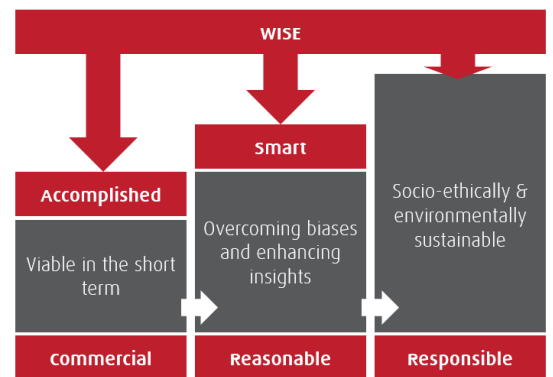 WISE
Accomplished
Viable in the short
term
Commercial
Smart
Overcoming biases
and enhancing
insights
Reasonable
Socio-ethically &
environmentally
sustainable
Responsible